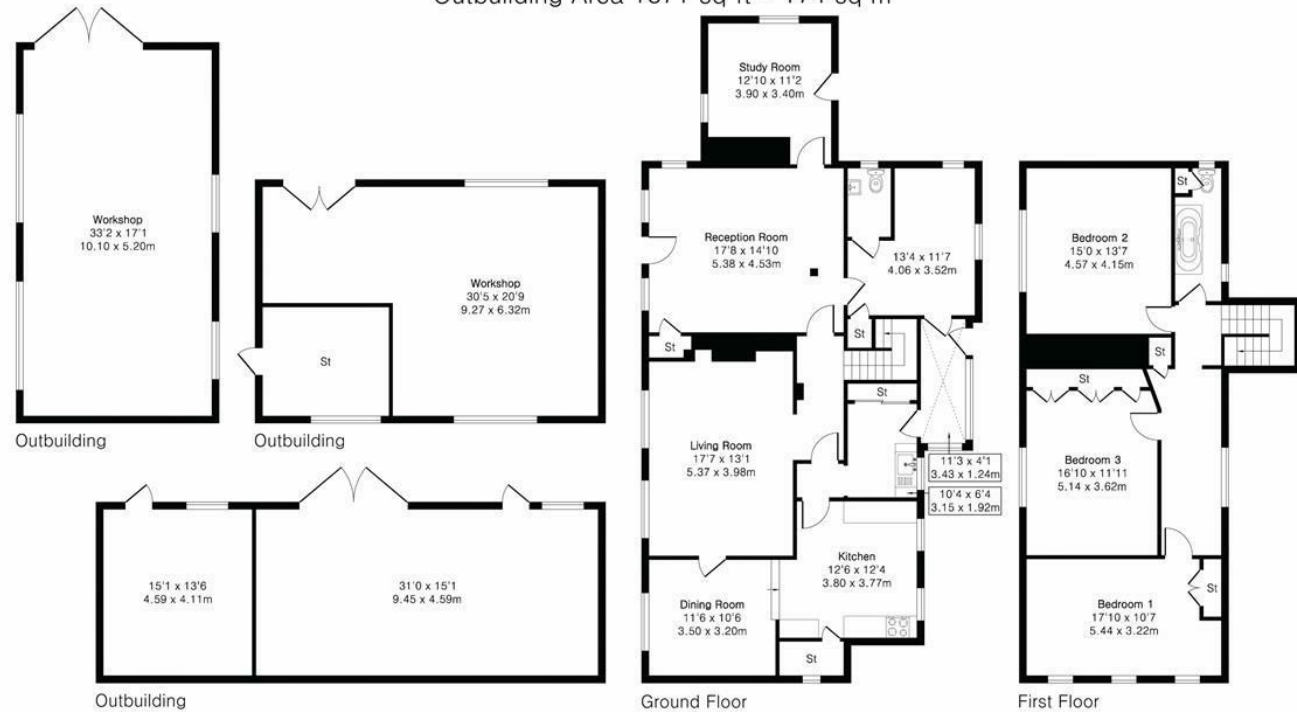 Outbuilding Area 1871 sq ft - 174 sq m
Workshop
33'2 x 17'1
10.10 x 5.20m
Outbuilding
Workshop
30'5 x 20'9
9.27 x 6.32m
St
Outbuilding
15'1 x 13'6
4.59 x 4.11m
31'0 x 15'1
9.45 x 4.59m
Outbuilding
Study Room
12'10 x 11'2
3.90 x 3.40m
Reception Room
17'8 x 14'10
5.38 x 4.53m
13'4 x 11'7
4.06 x 3.52m
St
St
St
Living Room
17'7 x 13'1
5.37 x 3.98m
11'3 x 4'1
3.43 x 1.24m
10'4 x 6'4
3.15 x 1.92m
Kitchen
12'6 x 12'4
3.80 x 3.77m
Dining Room
11'6 x 10'6
3.50 x 3.20m
St
Ground Floor
St
Bedroom 2
15'0 x 13'7
4.57 x 4.15m
St
St
Bedroom 3
16'10 x 11'11
5.14 x 3.62m
Bedroom 1
17'10 x 10'7
5.44 x 3.22m
St
First Floor